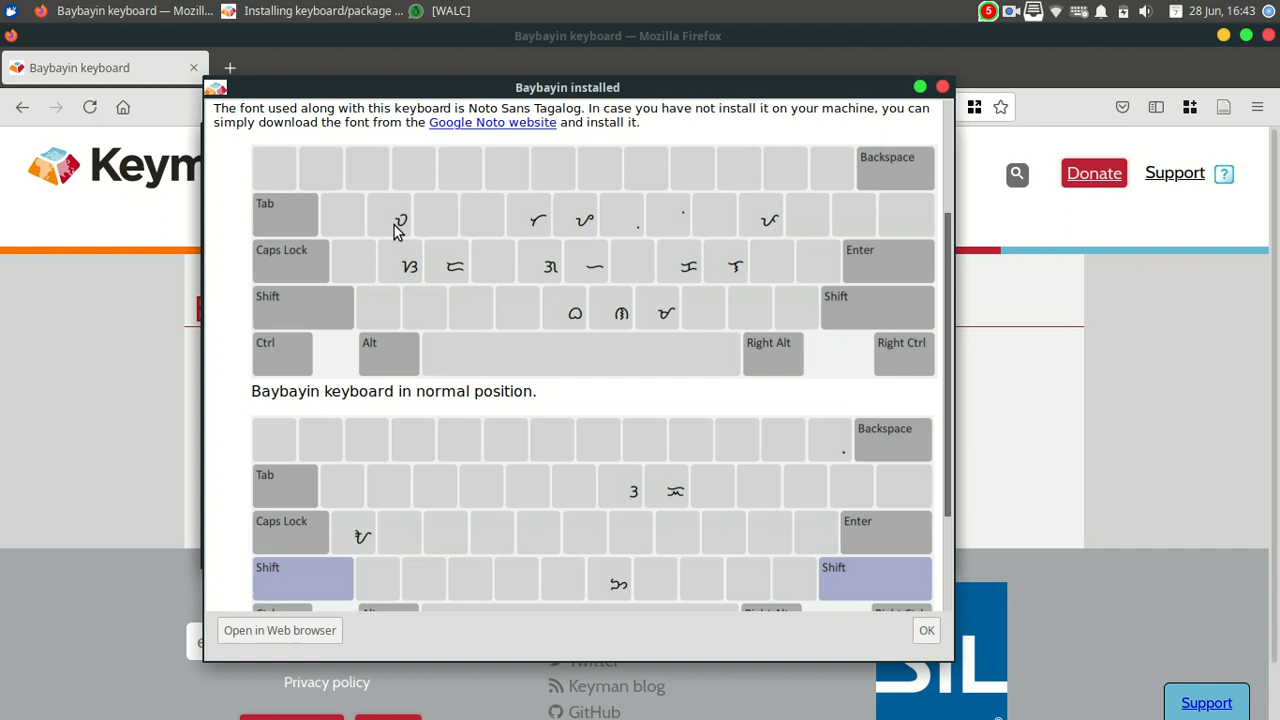 Baybayin keyboard — Mozill...
Installing keyboard/package ...
[WALC]
5
28 Jun, 16:43
Baybayin keyboard — Mozilla Firefox
Baybayin keyboard
Baybayin installed
The font used along with this keyboard is Noto Sans Tagalog. In case you have not install it on your machine, you can
simply download the font from the Google Noto website and install it.
Keym
Donate
Support
Backspace
Tab ᜏ ᜆ ᜌ ᜓ ᜒ ᜉ
Caps Lock ᜐ ᜇ ᜄ ᜑ ᜃ ᜎ Enter
Shift ᜊ ᜈ ᜋ Shift
Ctrl Alt Right Alt Right Ctrl
Baybayin keyboard in normal position.
Backspace
Tab ᜂ ᜁ
Caps Lock ᜀ Enter
Shift ᜅ Shift
Open in Web browser
OK
Twitter
Privacy policy
Keyman blog
GitHub
SIL
Support